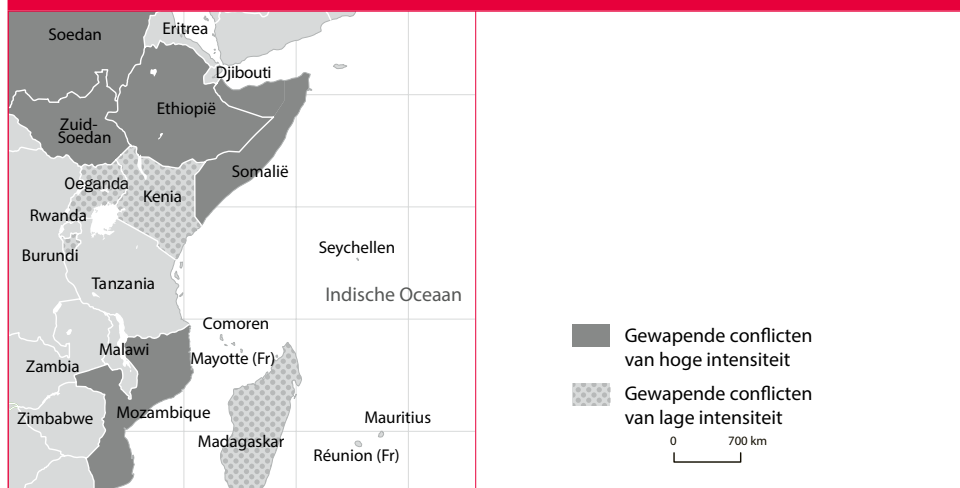 Soedan
Eritrea
Djibouti
Ethiopië
Zuid-
Soedan
Somalië
Oeganda
Kenia
Rwanda
Burundi
Seychellen
Tanzania
Indische Oceaan
Comoren
Malawi
Mayotte (Fr)
Zambia
Mozambique
Zimbabwe
Mauritius
Madagaskar
Réunion (Fr)
Gewapende conflicten
van hoge intensiteit
Gewapende conflicten
van lage intensiteit
0 700 km